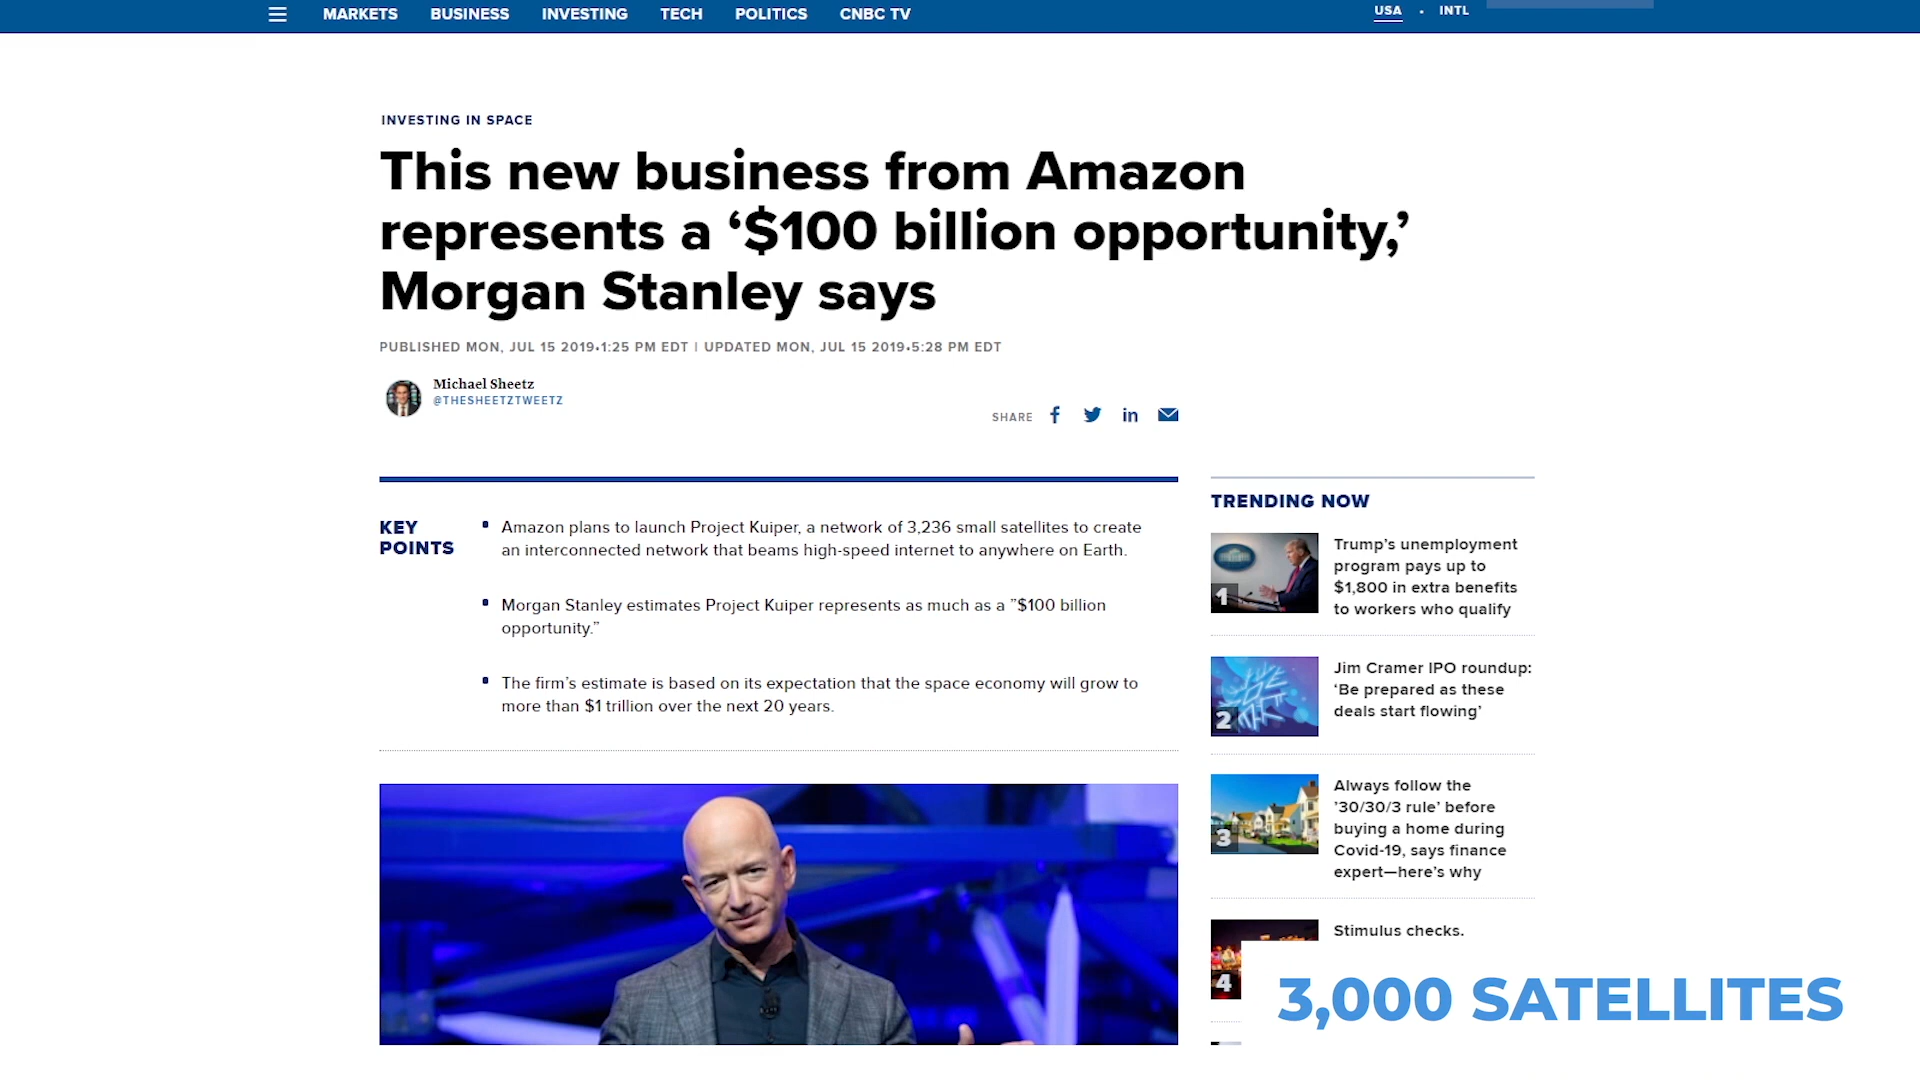 MARKETS BUSINESS INVESTING TECH POLITICS CNBC TV USA • INTL
INVESTING IN SPACE
This new business from Amazon
represents a ‘$100 billion opportunity,’
Morgan Stanley says
PUBLISHED MON, JUL 15 2019•1:25 PM EDT | UPDATED MON, JUL 15 2019•5:28 PM EDT
Michael Sheetz
@THESHEETZTWEETZ
SHARE
KEY
POINTS
Amazon plans to launch Project Kuiper, a network of 3,236 small satellites to create
an interconnected network that beams high-speed internet to anywhere on Earth.
Morgan Stanley estimates Project Kuiper represents as much as a ”$100 billion
opportunity.”
The firm’s estimate is based on its expectation that the space economy will grow to
more than $1 trillion over the next 20 years.
TRENDING NOW
1
Trump’s unemployment
program pays up to
$1,800 in extra benefits
to workers who qualify
2
Jim Cramer IPO roundup:
‘Be prepared as these
deals start flowing’
3
Always follow the
’30/30/3 rule’ before
buying a home during
Covid-19, says finance
expert—here’s why
4
Stimulus checks.
3,000 SATELLITES